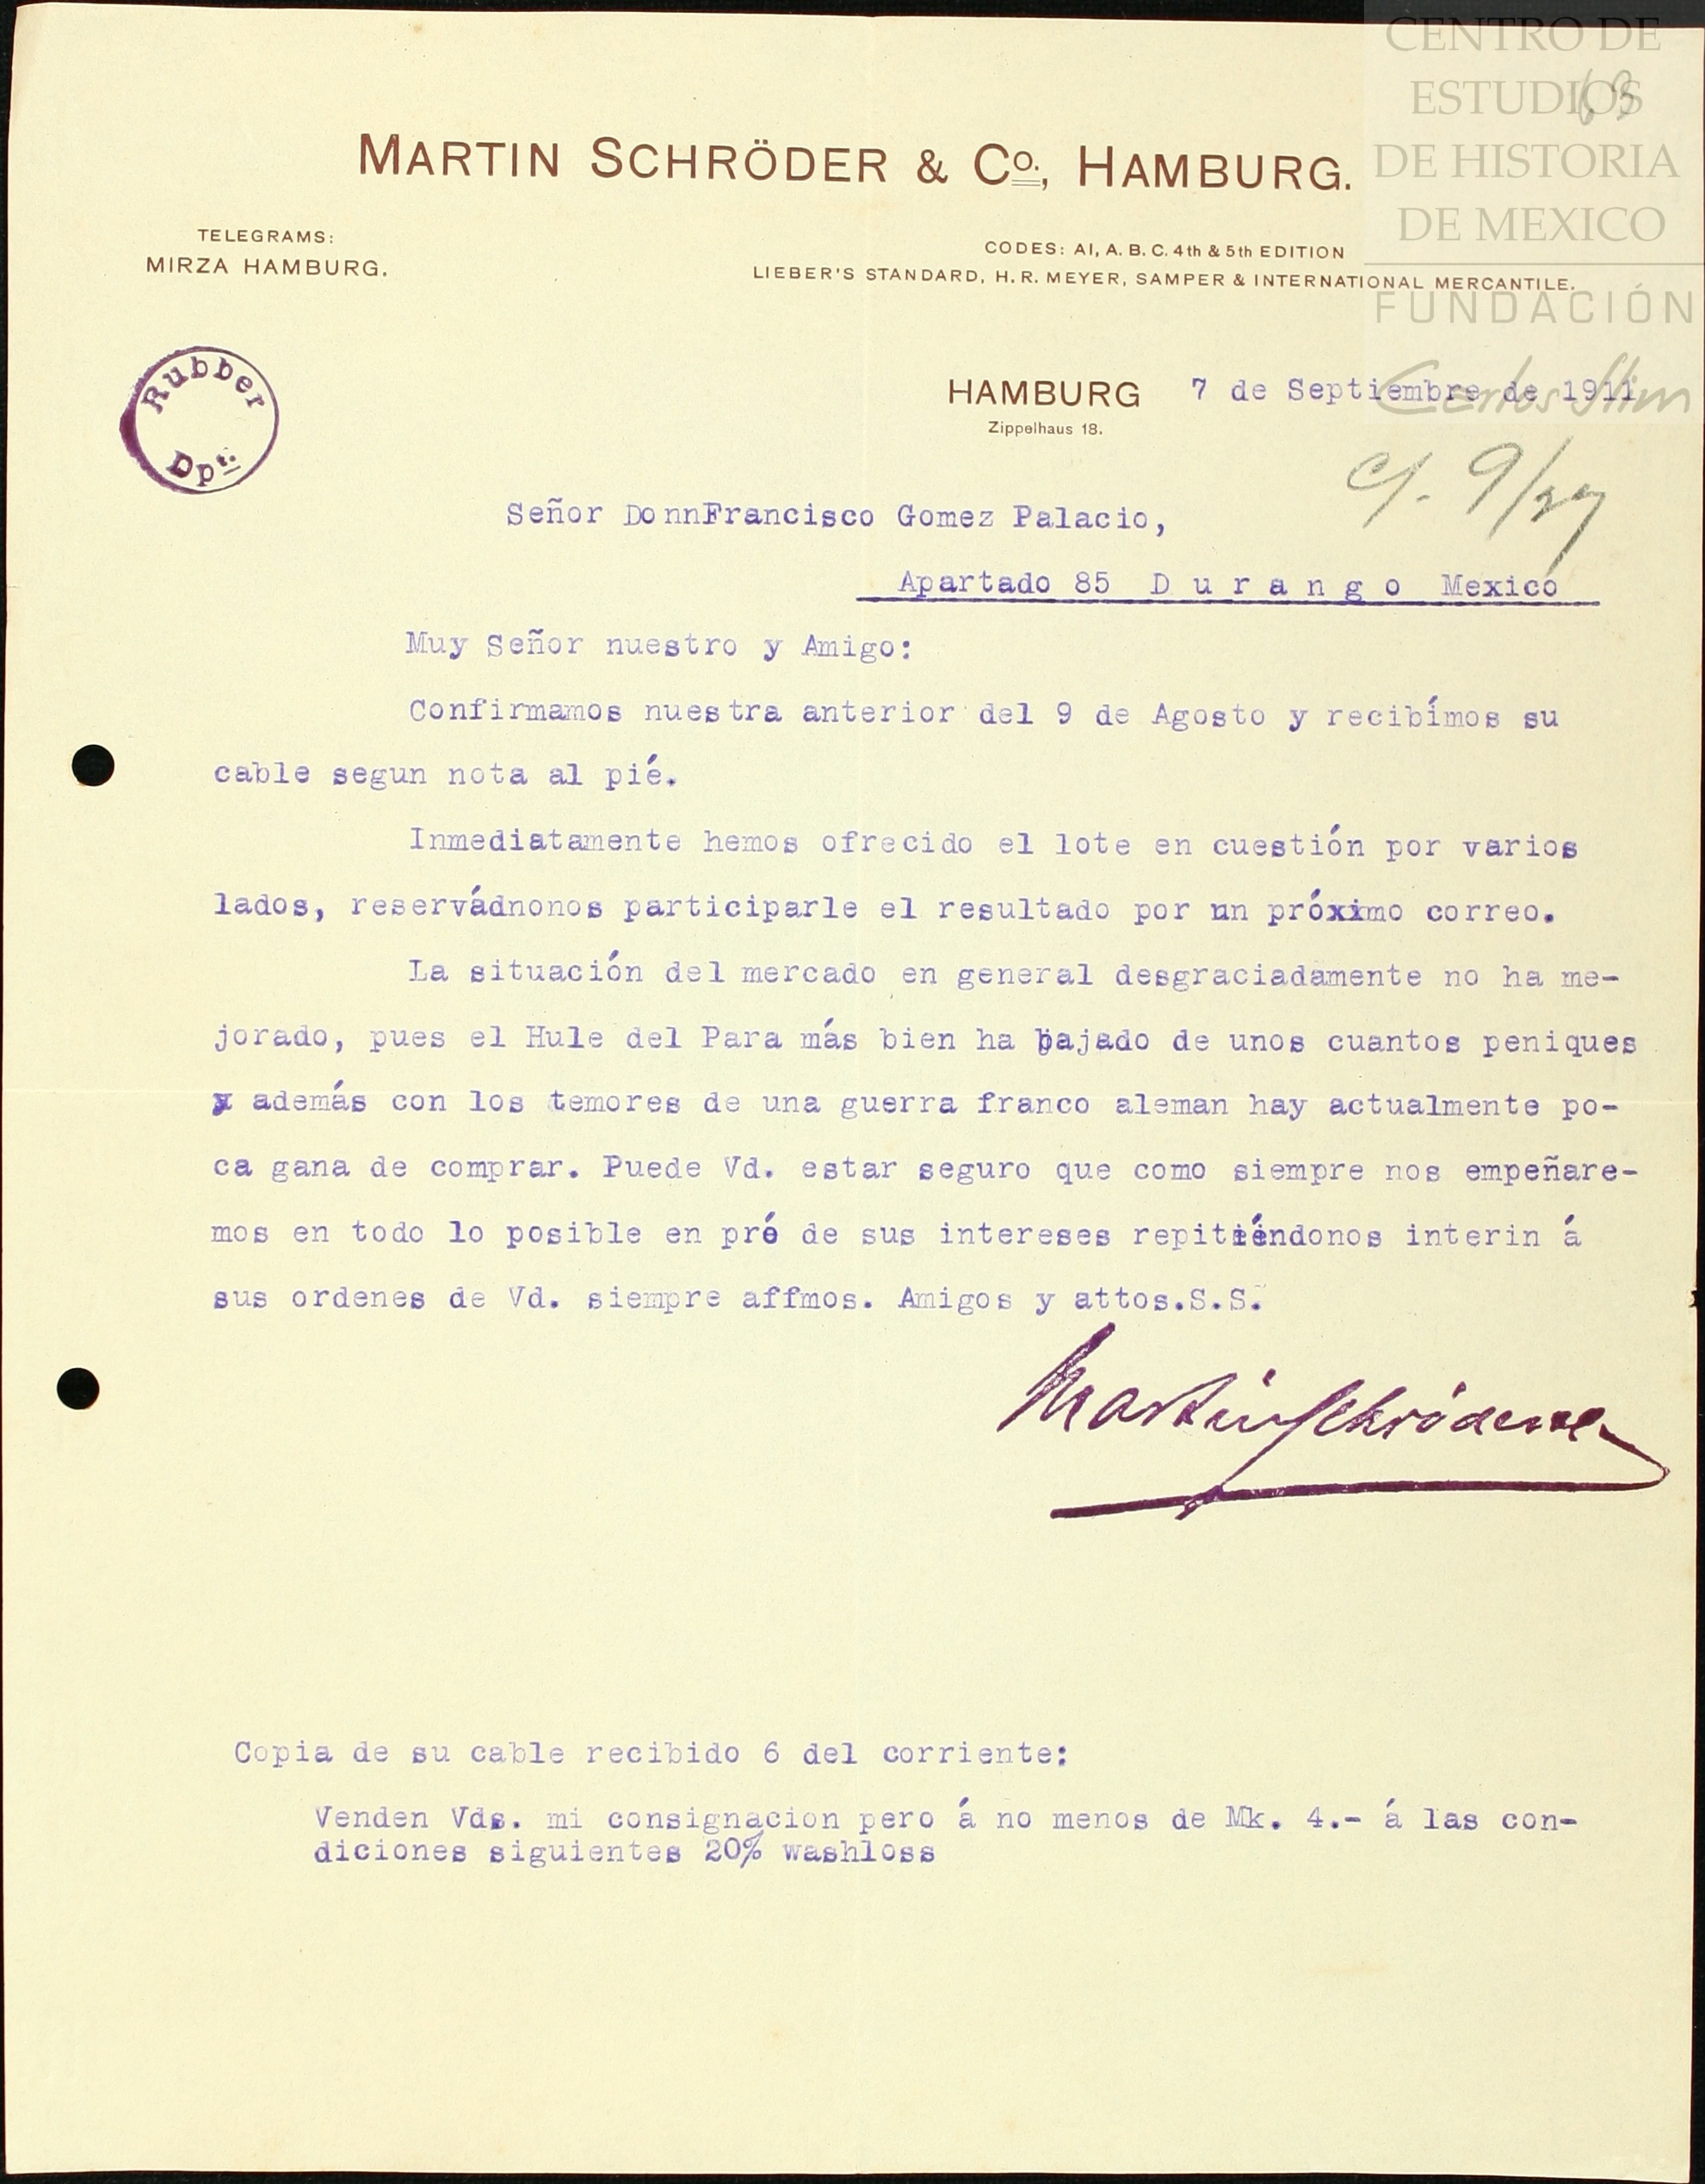 CENTRO DE
ESTUDIOS
DE HISTORIA
DE MEXICO
FUNDACIÓN
Carlos Slim
MARTIN SCHRÖDER & Co., HAMBURG.
TELEGRAMS:
MIRZA HAMBURG.
CODES: AI, A. B. C. 4th & 5th EDITION
LIEBER'S STANDARD, H. R. MEYER, SAMPER & INTERNATIONAL MERCANTILE.
Rubber
Dpt.
HAMBURG 7 de Septiembre de 1911
Zippelhaus 18.
c/. 9/27
Señor DonnFrancisco Gomez Palacio,
Apartado 85 D u r a n g o Mexico
Muy Señor nuestro y Amigo:
Confirmamos nuestra anterior del 9 de Agosto y recibímos su
cable segun nota al pié.
Inmediatamente hemos ofrecido el lote en cuestión por varios
lados, reservádnonos participarle el resultado por un próximo correo.
La situación del mercado en general desgraciadamente no ha me-
jorado, pues el Hule del Para más bien ha bajado de unos cuantos peniques
y además con los temores de una guerra franco aleman hay actualmente po-
ca gana de comprar. Puede Vd. estar seguro que como siempre nos empeñare-
mos en todo lo posible en pró de sus intereses repitiéndonos interin á
sus ordenes de Vd. siempre affmos. Amigos y attos.S.S.
Martin Schröder
Copia de su cable recibido 6 del corriente:
Venden Vds. mi consignacion pero á no menos de Mk. 4.- á las con-
diciones siguientes 20% washloss